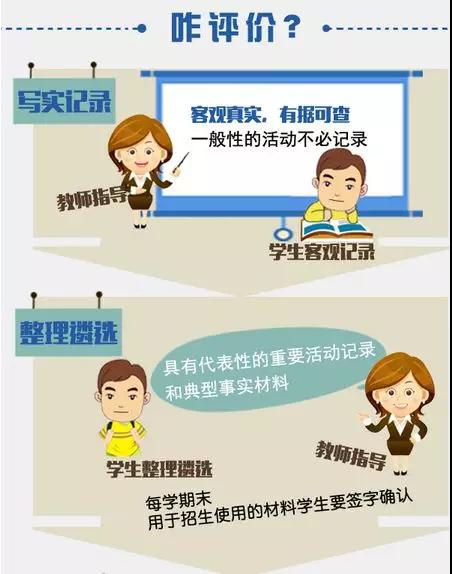 咋评价？
写实记录
客观真实，有据可查
一般性的活动不必记录
教师指导
学生客观记录
整理遴选
具有代表性的重要活动记录
和典型事实材料
学生整理遴选
教师指导
每学期末
用于招生使用的材料学生要签字确认